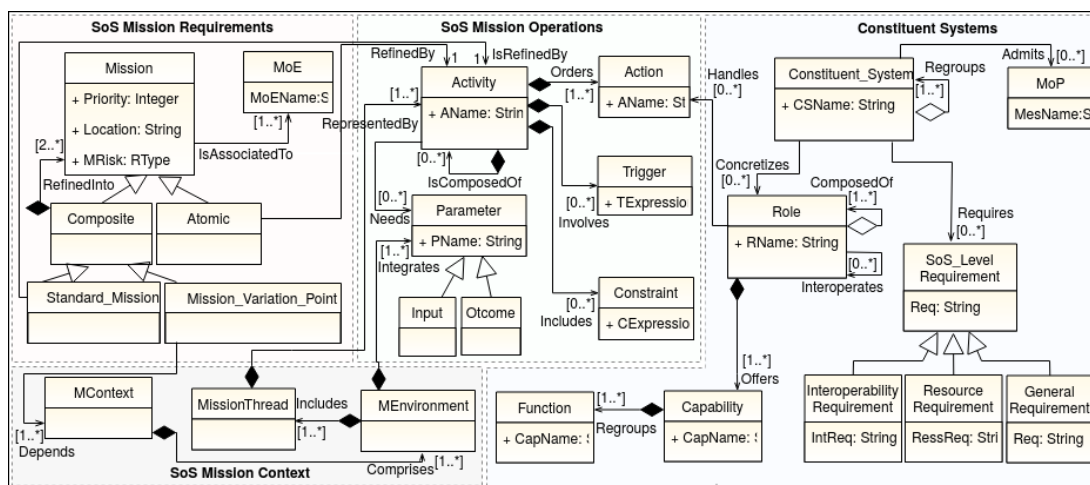 SoS Mission Requirements
Mission
+ Priority: Integer
+ Location: String
+ MRisk: RType
MoE
MoEName:S
[1..*]
IsAssociatedTo
[2..*]
RefinedInto
Composite
Atomic
Standard_Mission
Mission_Variation_Point
SoS Mission Operations
RefinedBy
1
1
IsRefinedBy
Activity
+ AName: Strin
Orders
[1..*]
Action
+ AName: St
[1..*]
RepresentedBy
[0..*]
IsComposedOf
Trigger
+ TExpressio
[0..*]
Involves
[0..*]
Needs
Parameter
+ PName: String
[1..*]
Integrates
Input
Otcome
Constraint
+ CExpressio
[0..*]
Includes
Constituent Systems
Handles
[0..*]
Constituent_System
+ CSName: String
Regroups
[1..*]
Admits
[0..*]
MoP
MesName:S
Concretizes
[0..*]
ComposedOf
[1..*]
Role
+ RName: String
[0..*]
Interoperates
Requires
[0..*]
SoS_Level
Requirement
Req: String
Interoperability
Requirement
IntReq: String
Resource
Requirement
RessReq: Stri
General
Requirement
Req: String
[1..*]
Offers
Capability
+ CapName: S
[1..*]
Regroups
Function
+ CapName: S
MContext
[1..*]
Depends
MissionThread
Includes
[1..*]
MEnvironment
Comprises
[1..*]
SoS Mission Context